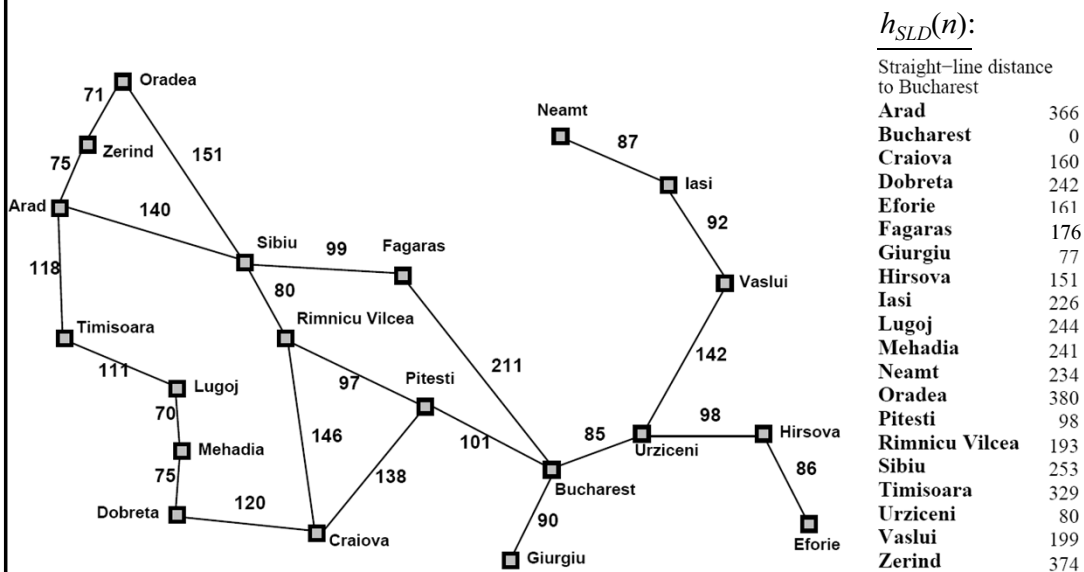 h_SLD(n):
Straight−line distance
to Bucharest
Arad 366
Bucharest 0
Craiova 160
Dobreta 242
Eforie 161
Fagaras 176
Giurgiu 77
Hirsova 151
Iasi 226
Lugoj 244
Mehadia 241
Neamt 234
Oradea 380
Pitesti 98
Rimnicu Vilcea 193
Sibiu 253
Timisoara 329
Urziceni 80
Vaslui 199
Zerind 374
Oradea
71
Neamt
87
Zerind
151
75
Iasi
Arad
140
92
Sibiu
99
Fagaras
118
80
Vaslui
Rimnicu Vilcea
Timisoara
142
211
111
Lugoj
97
Pitesti
70
98
146
101
85
Hirsova
Mehadia
Urziceni
138
75
86
Bucharest
Dobreta
120
90
Craiova
Eforie
Giurgiu